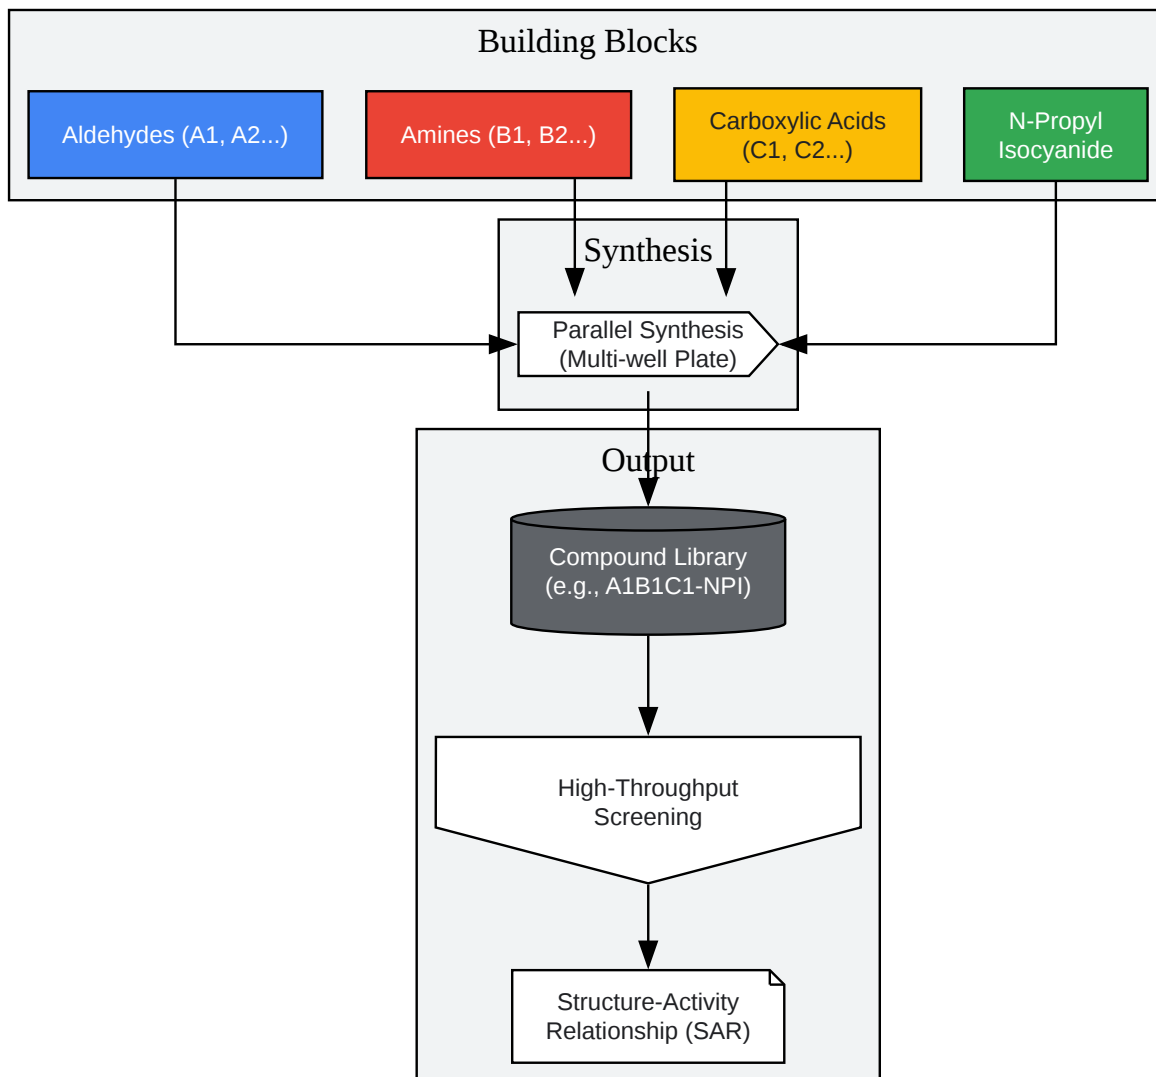 Building Blocks
Aldehydes (A1, A2...)
Amines (B1, B2...)
Carboxylic Acids
(C1, C2...)
N-Propyl
Isocyanide
Synthesis
Parallel Synthesis
(Multi-well Plate)
Output
Compound Library
(e.g., A1B1C1-NPI)
High-Throughput
Screening
Structure-Activity
Relationship (SAR)